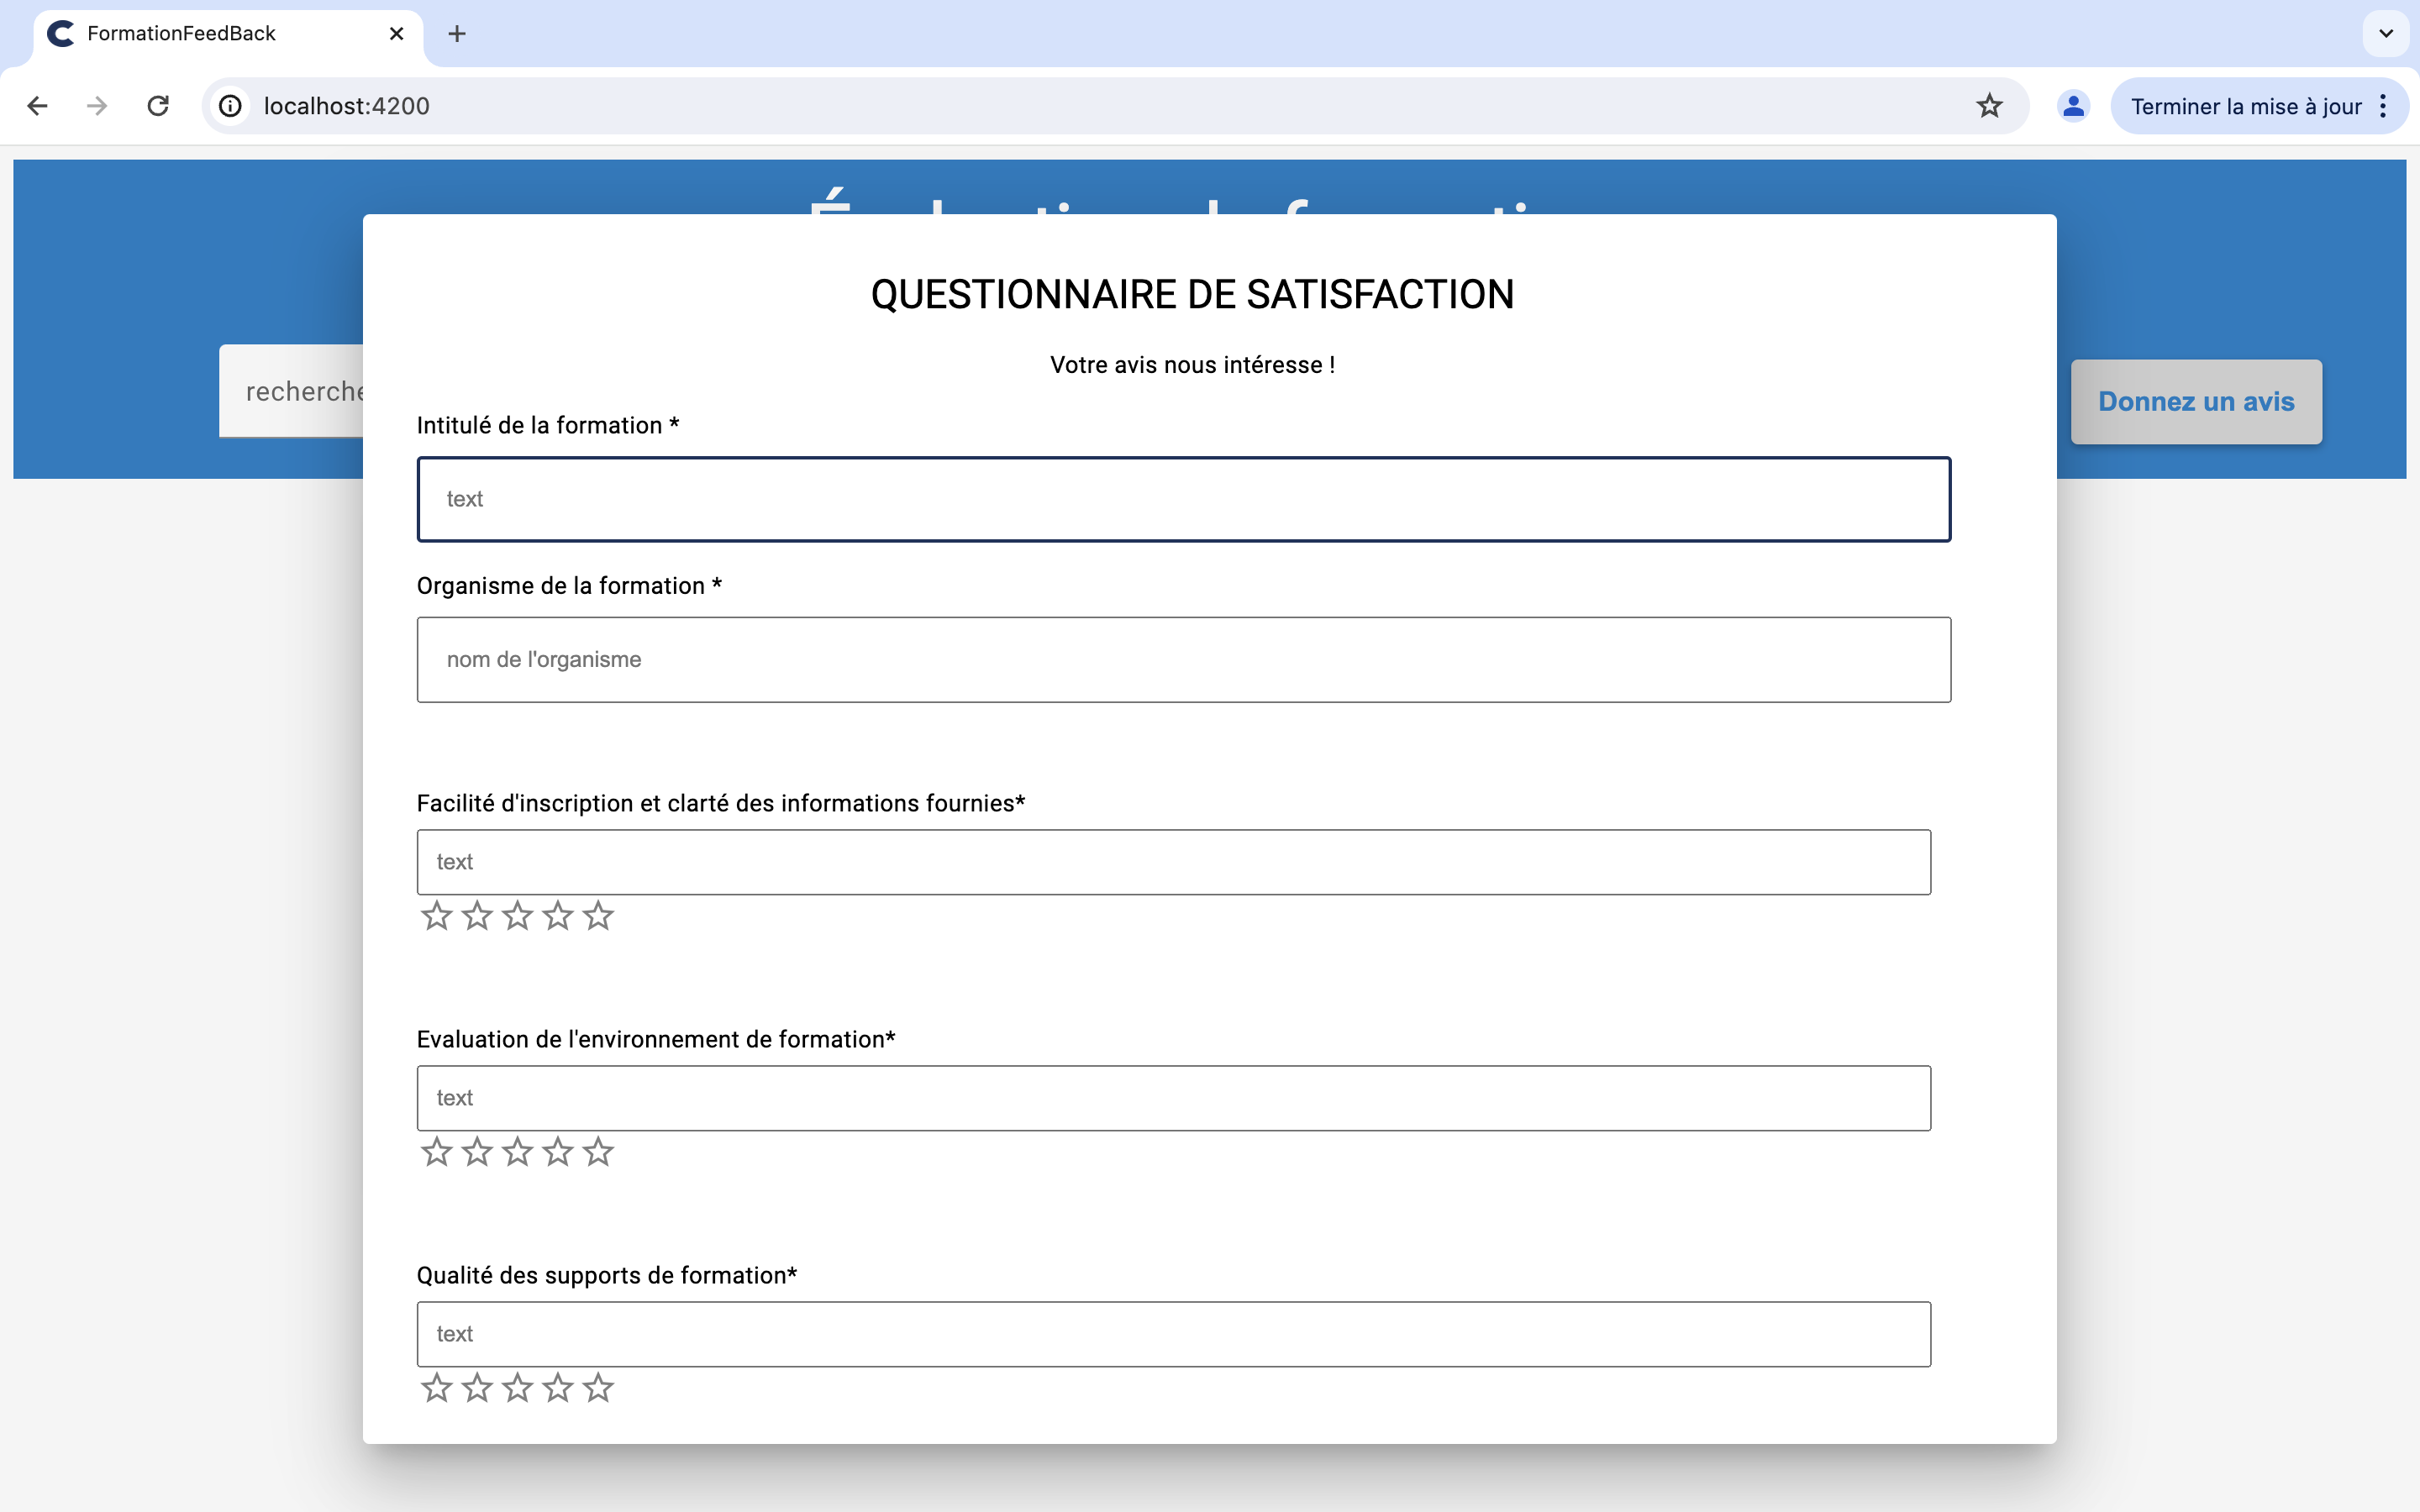 FormationFeedBack
localhost:4200
Terminer la mise à jour
QUESTIONNAIRE DE SATISFACTION
Votre avis nous intéresse !
recherche
Donnez un avis
Intitulé de la formation *
text
Organisme de la formation *
nom de l'organisme
Facilité d'inscription et clarté des informations fournies*
text
Evaluation de l'environnement de formation*
text
Qualité des supports de formation*
text